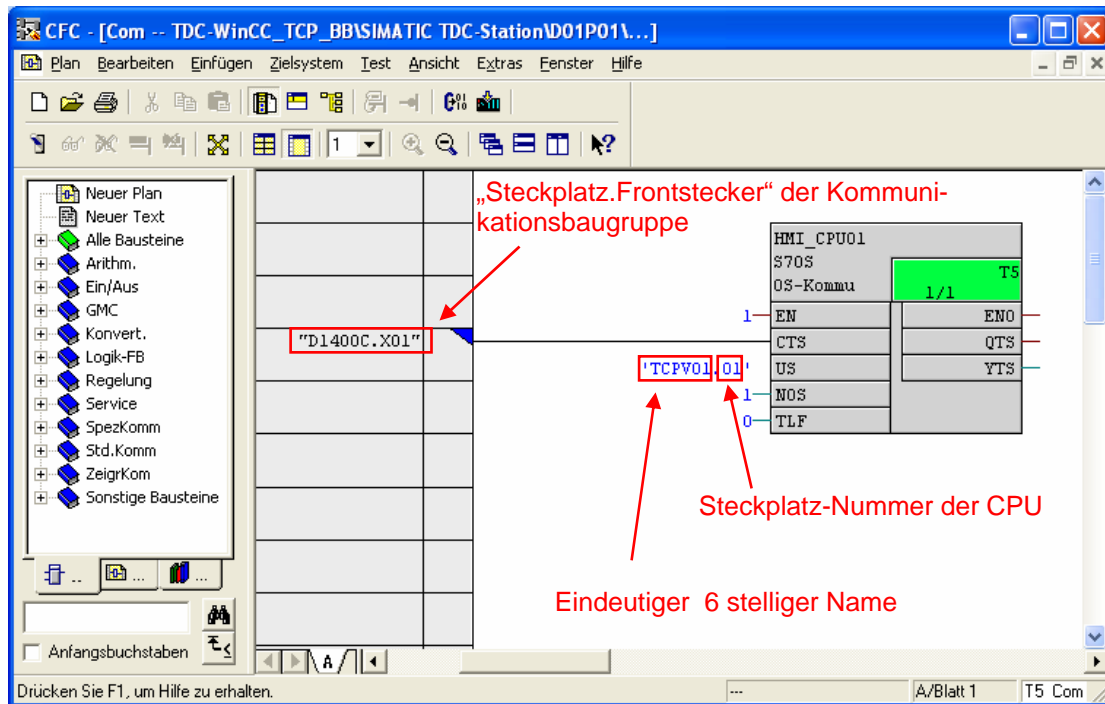 CFC - [Com -- TDC-WinCC_TCP_BB\SIMATIC TDC-Station\D01P01\...]
Plan Bearbeiten Einfügen Zielsystem Test Ansicht Extras Fenster Hilfe
1
Neuer Plan
Neuer Text
Alle Bausteine
Arithm.
Ein/Aus
GMC
Konvert.
Logik-FB
Regelung
Service
SpezKomm
Std.Komm
ZeigrKom
Sonstige Bausteine
.. ... ...
Anfangsbuchstaben
„Steckplatz.Frontstecker“ der Kommuni-
kationsbaugruppe
"D1400C.X01"
HMI_CPU01
S7OS
OS-Kommu
T5
1/1
1 EN ENO
CTS QTS
'TCPV01.01' US YTS
1 NOS
0 TLF
Steckplatz-Nummer der CPU
Eindeutiger 6 stelliger Name
A
Drücken Sie F1, um Hilfe zu erhalten.
---
A/Blatt 1
T5 Com